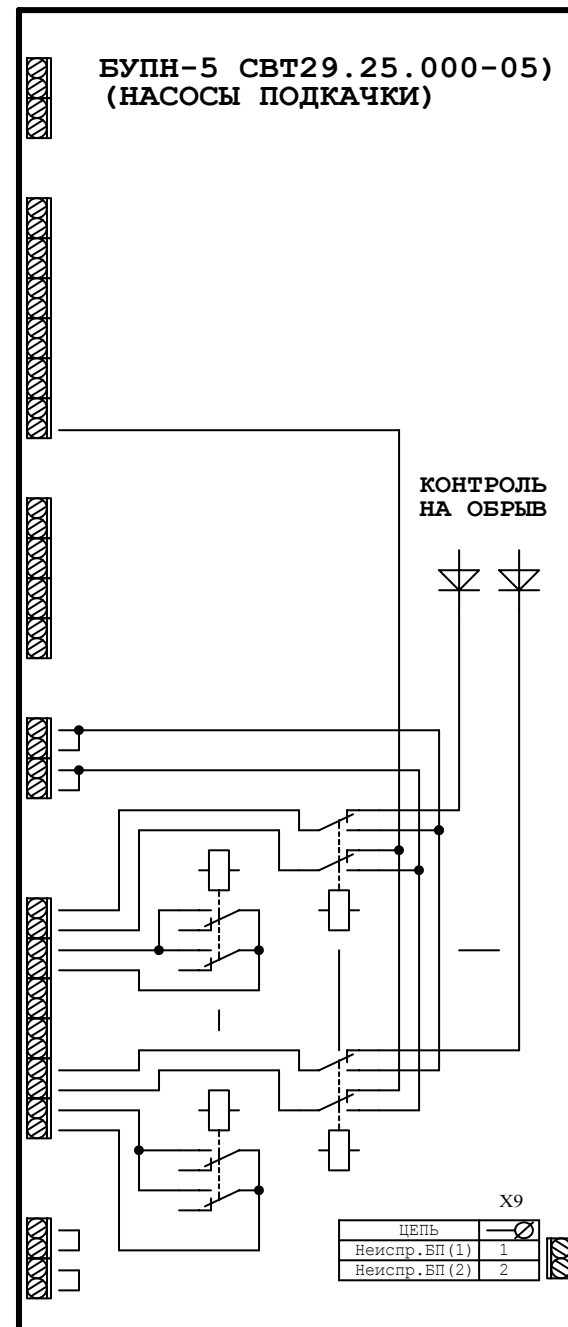 БУПН-5 СВТ29.25.000-05)
(НАСОСЫ ПОДКАЧКИ)
КОНТРОЛЬ
НА ОБРЫВ
X9
ЦЕПЬ
Неиспр.БП(1) 1
Неиспр.БП(2) 2